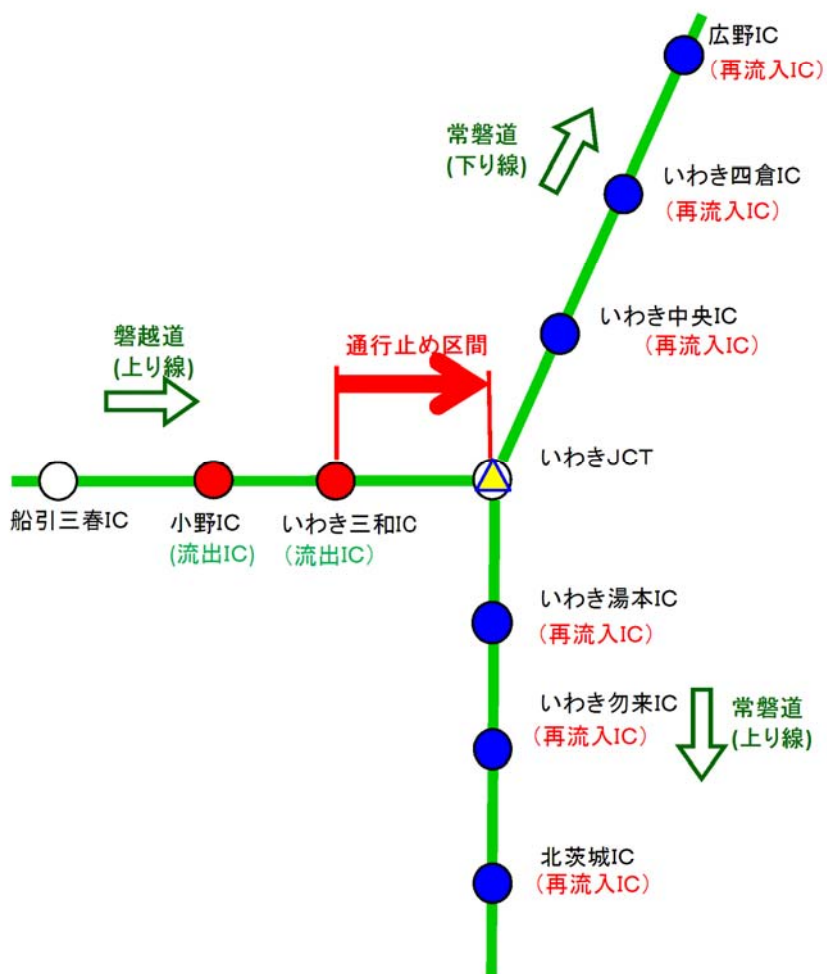 広野IC
(再流入IC)
常磐道
(下り線)
いわき四倉IC
(再流入IC)
いわき中央IC
(再流入IC)
磐越道
(上り線)
通行止め区間
いわきJCT
船引三春IC
小野IC
(流出IC)
いわき三和IC
(流出IC)
いわき湯本IC
(再流入IC)
いわき勿来IC
(再流入IC)
常磐道
(上り線)
北茨城IC
(再流入IC)